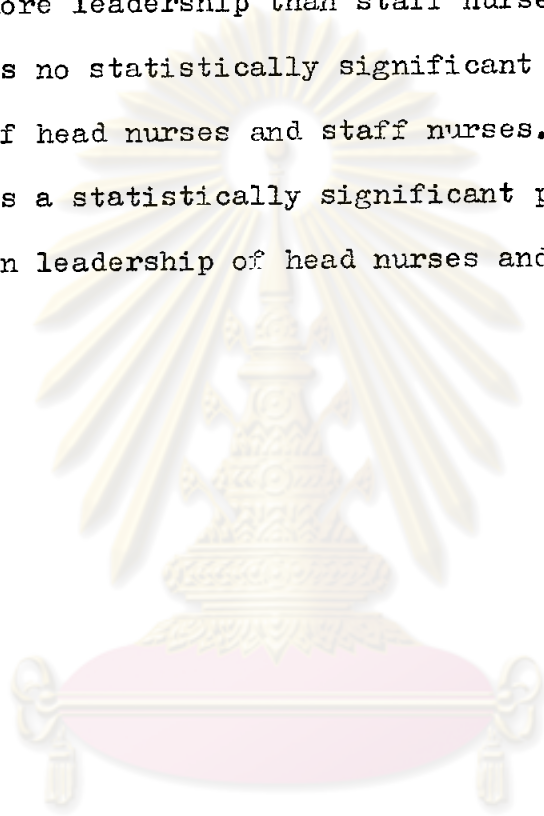 ore leadership than staff nurse
s no statistically significant
f head nurses and staff nurses.
s a statistically significant p
n leadership of head nurses and